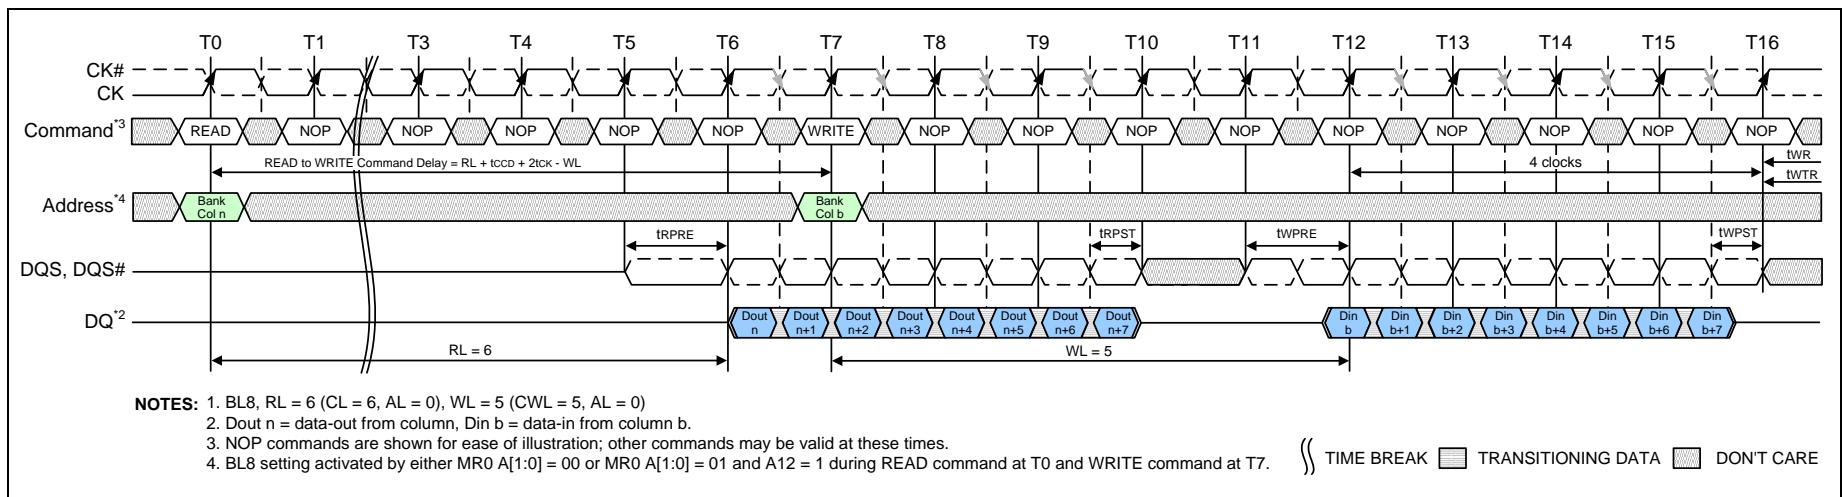 T0 T1 T3 T4 T5 T6 T7 T8 T9 T10 T11 T12 T13 T14 T15 T16
CK#
CK
Command*3 READ NOP NOP NOP NOP NOP WRITE NOP NOP NOP NOP NOP NOP NOP NOP NOP
READ to WRITE Command Delay = RL + tCCD + 2tCK - WL
4 clocks
tWR
tWTR
Address*4
Bank Col n
Bank Col b
tRPRE tRPST tWPRE tWPST
DQS, DQS#
DQ*2
Dout n Dout n+1 Dout n+2 Dout n+3 Dout n+4 Dout n+5 Dout n+6 Dout n+7 Din b Din b+1 Din b+2 Din b+3 Din b+4 Din b+5 Din b+6 Din b+7
RL = 6 WL = 5
NOTES: 1. BL8, RL = 6 (CL = 6, AL = 0), WL = 5 (CWL = 5, AL = 0)
2. Dout n = data-out from column, Din b = data-in from column b.
3. NOP commands are shown for ease of illustration; other commands may be valid at these times.
4. BL8 setting activated by either MR0 A[1:0] = 00 or MR0 A[1:0] = 01 and A12 = 1 during READ command at T0 and WRITE command at T7.
TIME BREAK TRANSITIONING DATA DON'T CARE